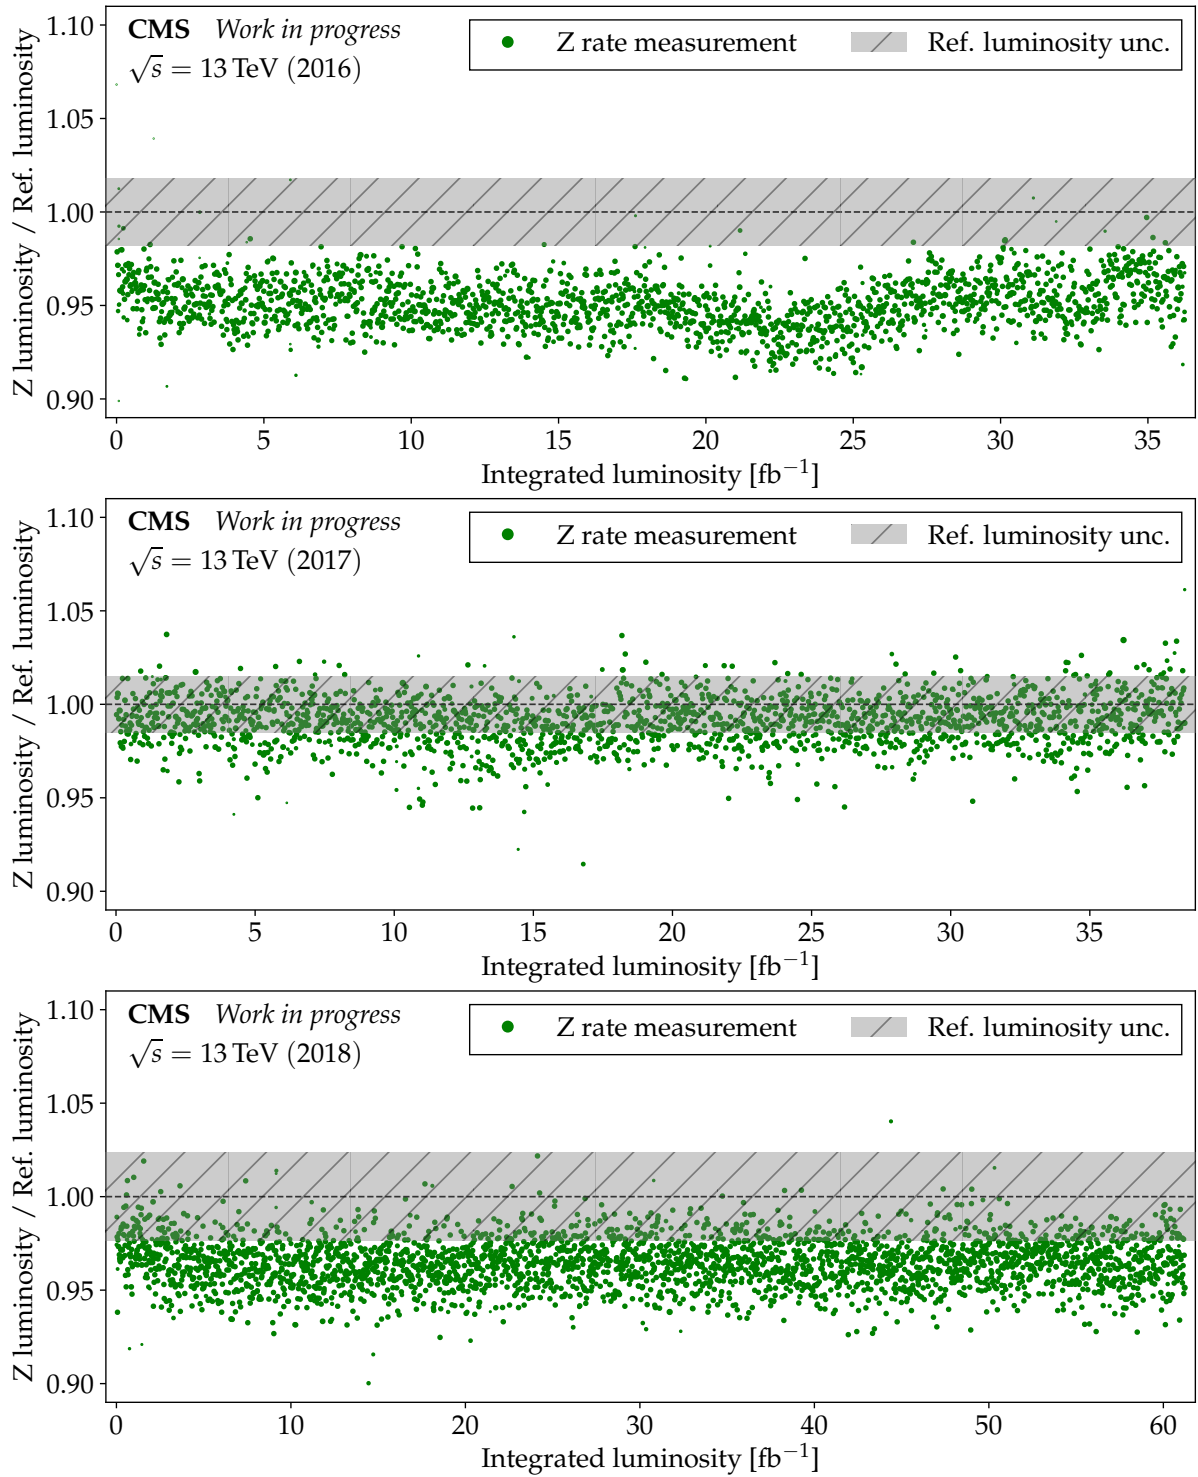 CMS Work in progress
√s = 13 TeV (2016)
Z rate measurement
Ref. luminosity unc.
Z luminosity / Ref. luminosity
1.10
1.05
1.00
0.95
0.90
0 5 10 15 20 25 30 35
Integrated luminosity [fb⁻¹]
CMS Work in progress
√s = 13 TeV (2017)
Z rate measurement
Ref. luminosity unc.
Z luminosity / Ref. luminosity
1.10
1.05
1.00
0.95
0.90
0 5 10 15 20 25 30 35
Integrated luminosity [fb⁻¹]
CMS Work in progress
√s = 13 TeV (2018)
Z rate measurement
Ref. luminosity unc.
Z luminosity / Ref. luminosity
1.10
1.05
1.00
0.95
0.90
0 10 20 30 40 50 60
Integrated luminosity [fb⁻¹]